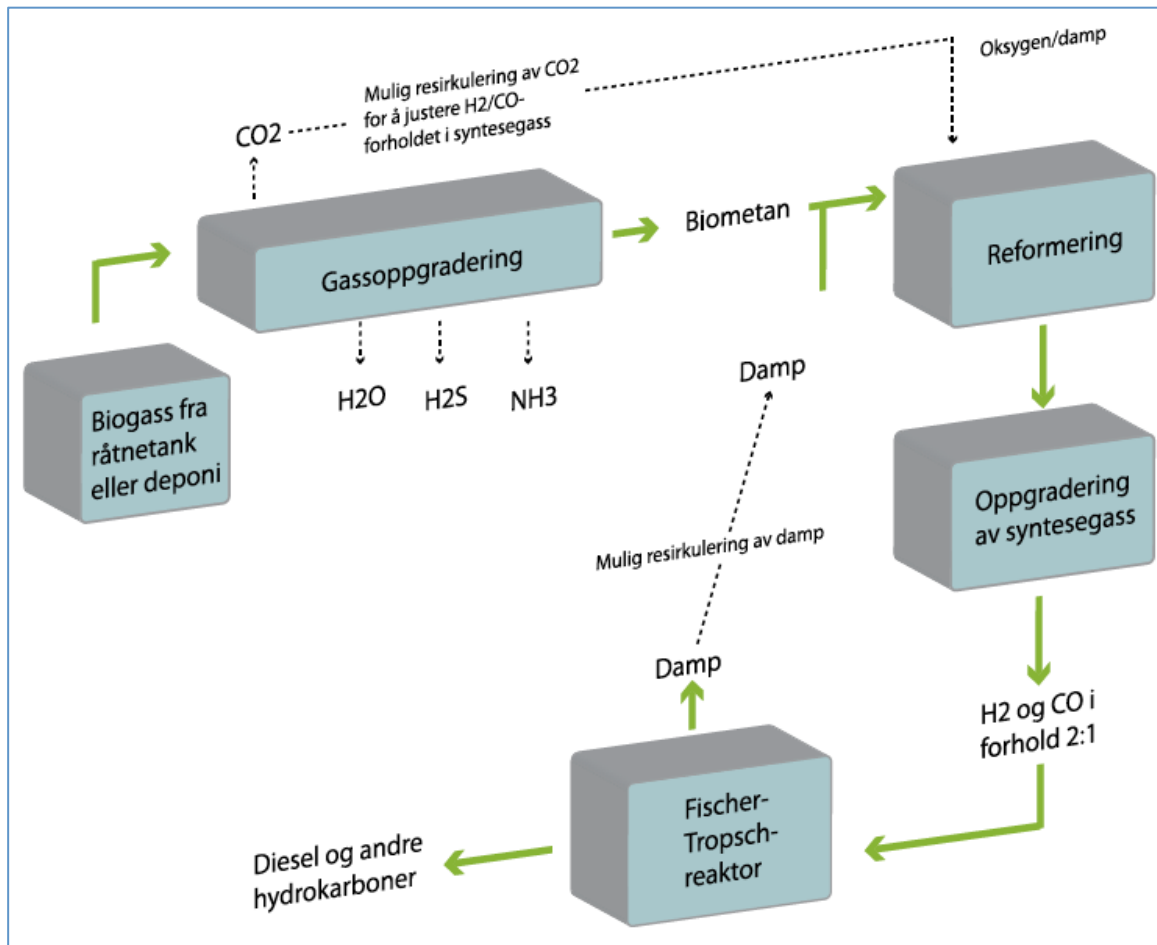 Oksygen/damp
Mulig resirkulering av CO2
for å justere H2/CO-
forholdet i syntesegass
CO2
Gassoppgradering
Biometan
Reformering
H2O
H2S
NH3
Damp
Biogass fra
råtnetank
eller deponi
Oppgradering
av syntesegass
Mulig resirkulering av damp
Damp
H2 og CO i
forhold 2:1
Fischer-
Tropsch-
reaktor
Diesel og andre
hydrokarboner